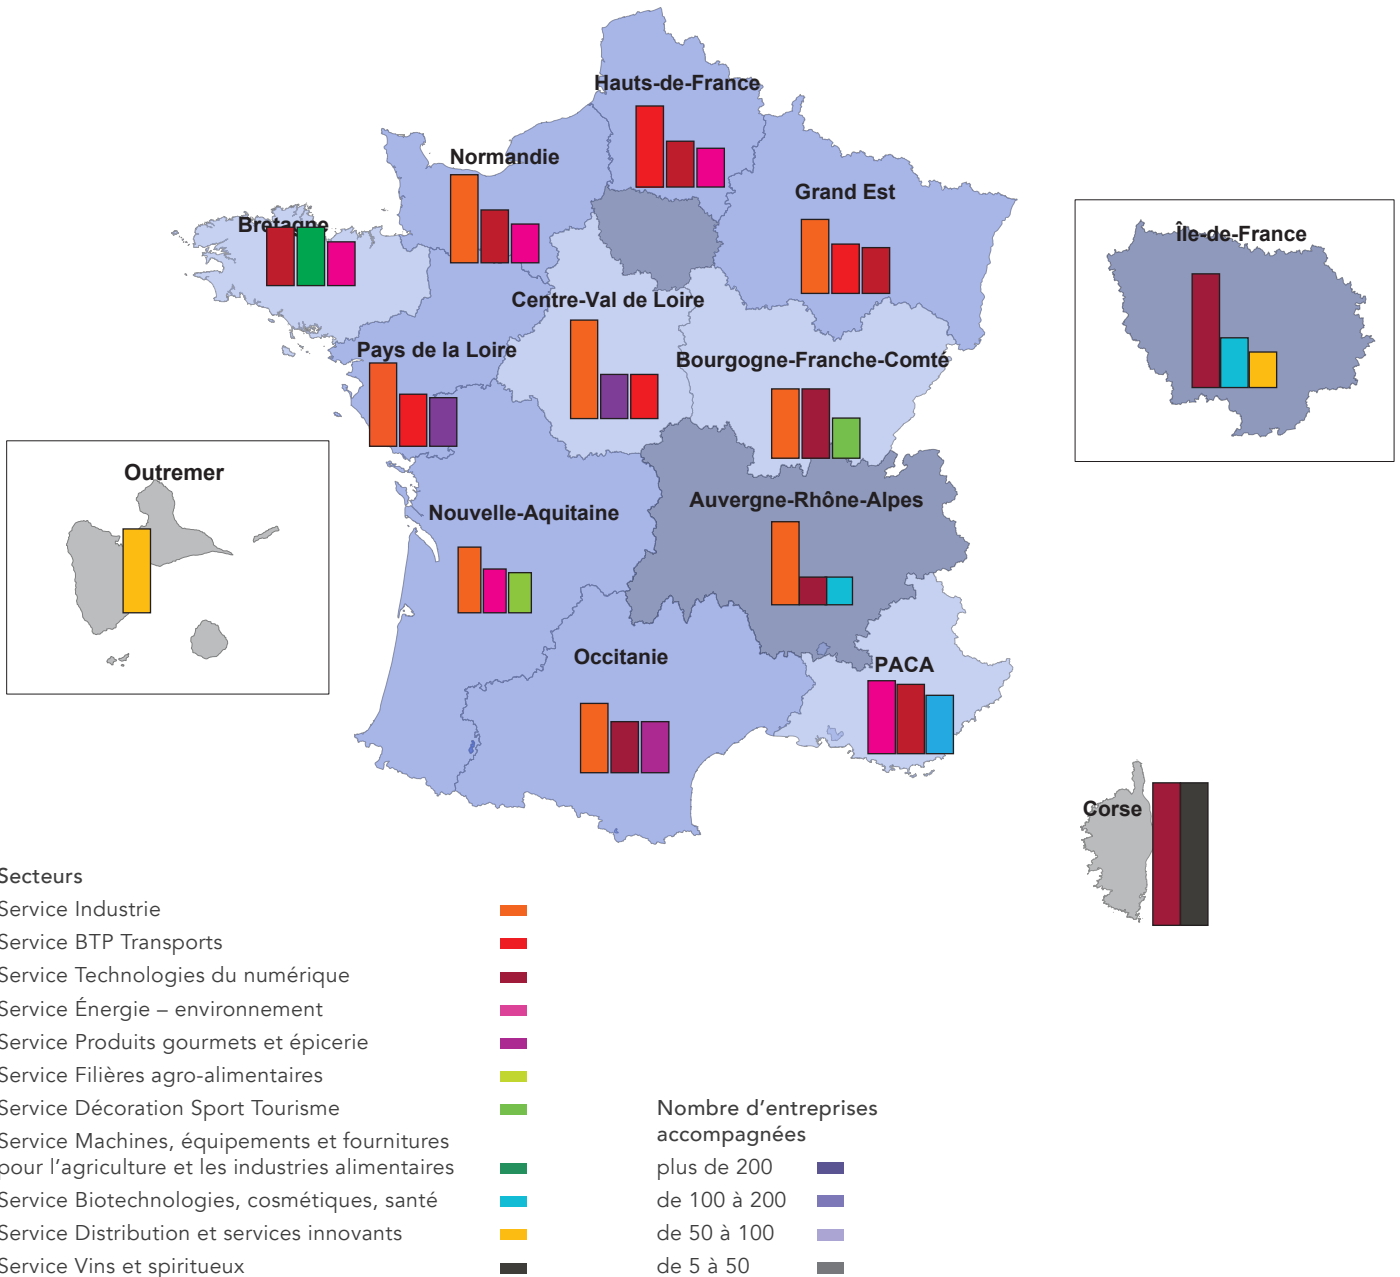 Hauts-de-France
Normandie
Grand Est
Bretagne
Île-de-France
Centre-Val de Loire
Pays de la Loire
Bourgogne-Franche-Comté
Outremer
Auvergne-Rhône-Alpes
Nouvelle-Aquitaine
Occitanie
PACA
Corse
Secteurs
Service Industrie
Service BTP Transports
Service Technologies du numérique
Service Énergie – environnement
Service Produits gourmets et épicerie
Service Filières agro-alimentaires
Service Décoration Sport Tourisme
Service Machines, équipements et fournitures
pour l'agriculture et les industries alimentaires
Service Biotechnologies, cosmétiques, santé
Service Distribution et services innovants
Service Vins et spiritueux
Nombre d'entreprises
accompagnées
plus de 200
de 100 à 200
de 50 à 100
de 5 à 50